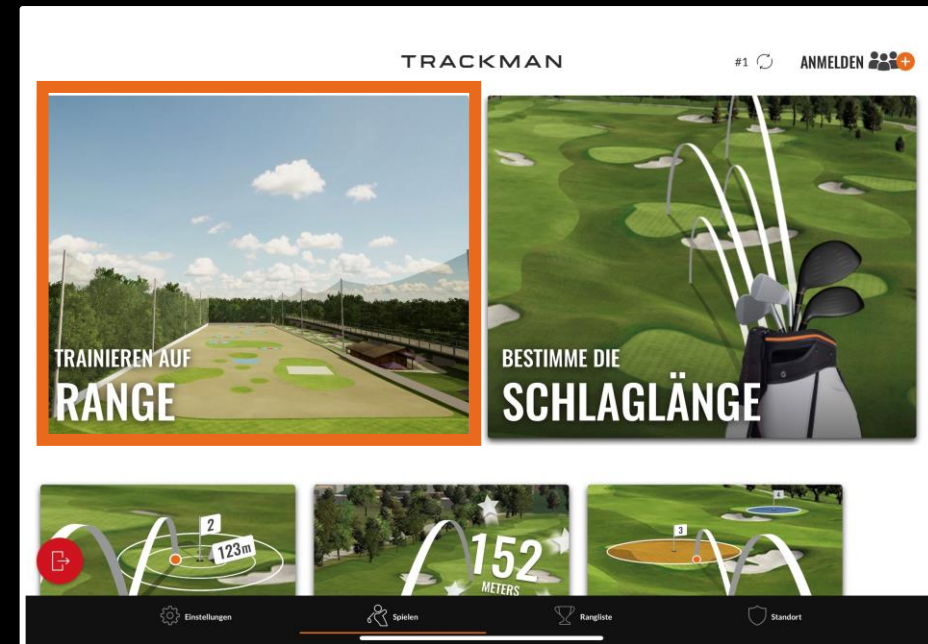 TRACKMAN
#1
ANMELDEN
TRAINIEREN AUF
RANGE
BESTIMME DIE
SCHLAGLÄNGE
2
123m
152
METERS
3
4
Einstellungen
Spielen
Rangliste
Standort